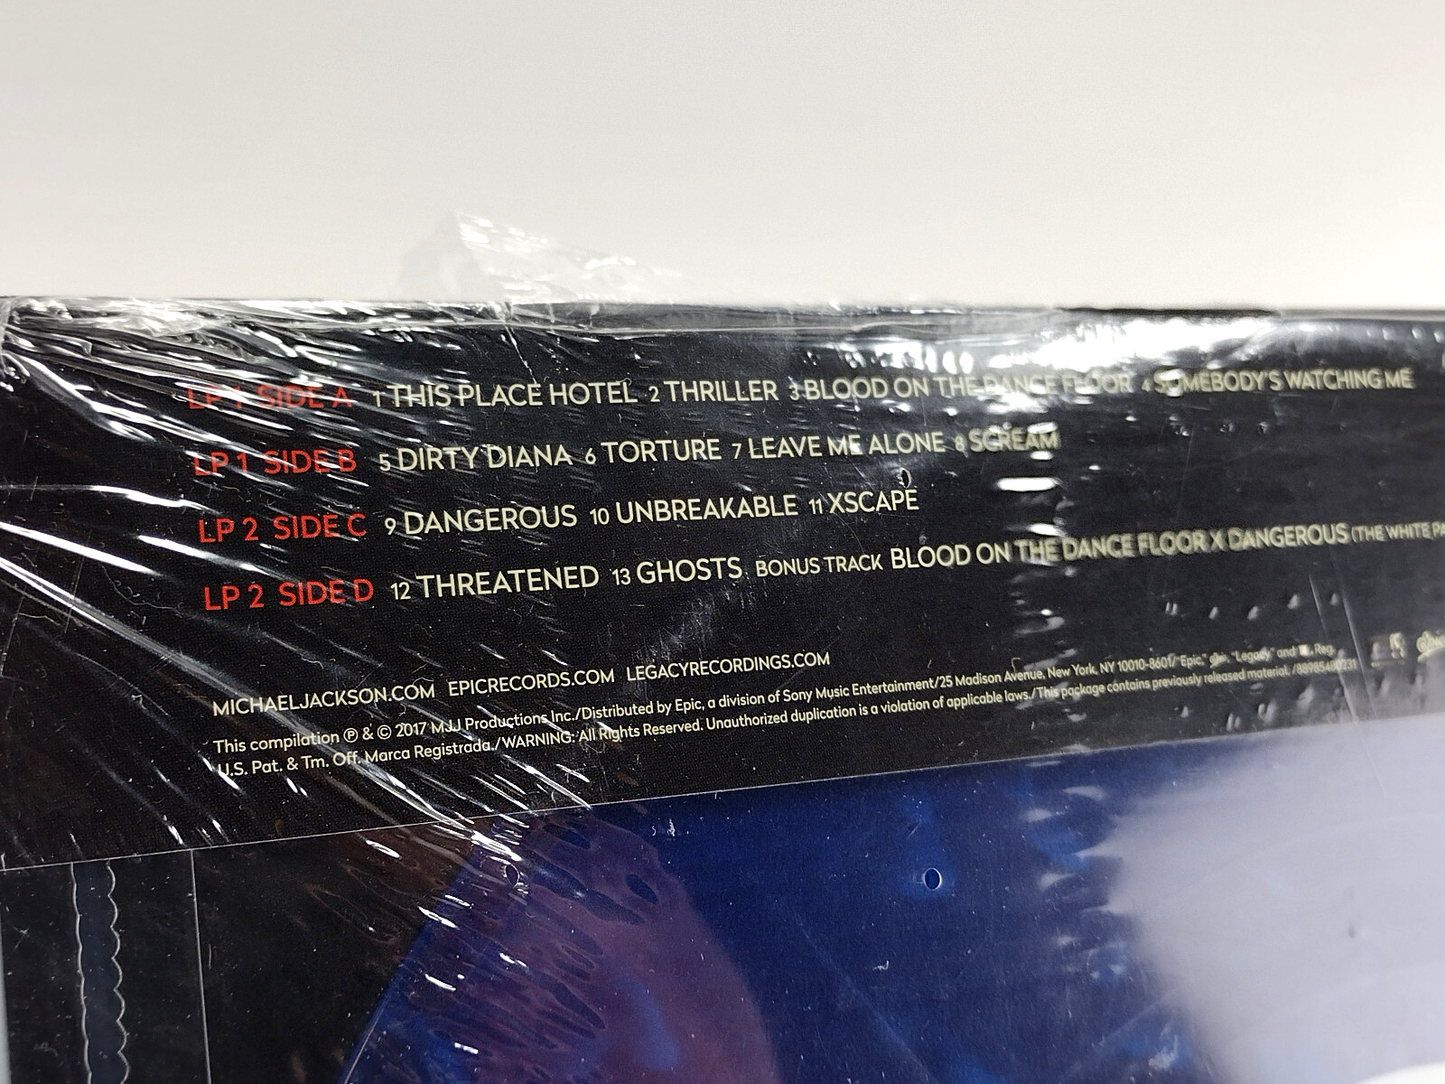 LP 1 SIDE A 1 THIS PLACE HOTEL 2 THRILLER 3 BLOOD ON THE DANCE FLOOR 4 SOMEBODY'S WATCHING ME
LP 1 SIDE B 5 DIRTY DIANA 6 TORTURE 7 LEAVE ME ALONE 8 SCREAM
LP 2 SIDE C 9 DANGEROUS 10 UNBREAKABLE 11 XSCAPE
LP 2 SIDE D 12 THREATENED 13 GHOSTS BONUS TRACK BLOOD ON THE DANCE FLOOR X DANGEROUS (THE WHITE PA
MICHAELJACKSON.COM EPICRECORDS.COM LEGACYRECORDINGS.COM
This compilation ℗ & © 2017 MJJ Productions Inc./Distributed by Epic, a division of Sony Music Entertainment/25 Madison Avenue, New York, NY 10010-8601/"Epic," "Legacy" and Reg.
U.S. Pat. & Tm. Off. Marca Registrada./WARNING: All Rights Reserved. Unauthorized duplication is a violation of applicable laws./This package contains previously released material. /88985480231